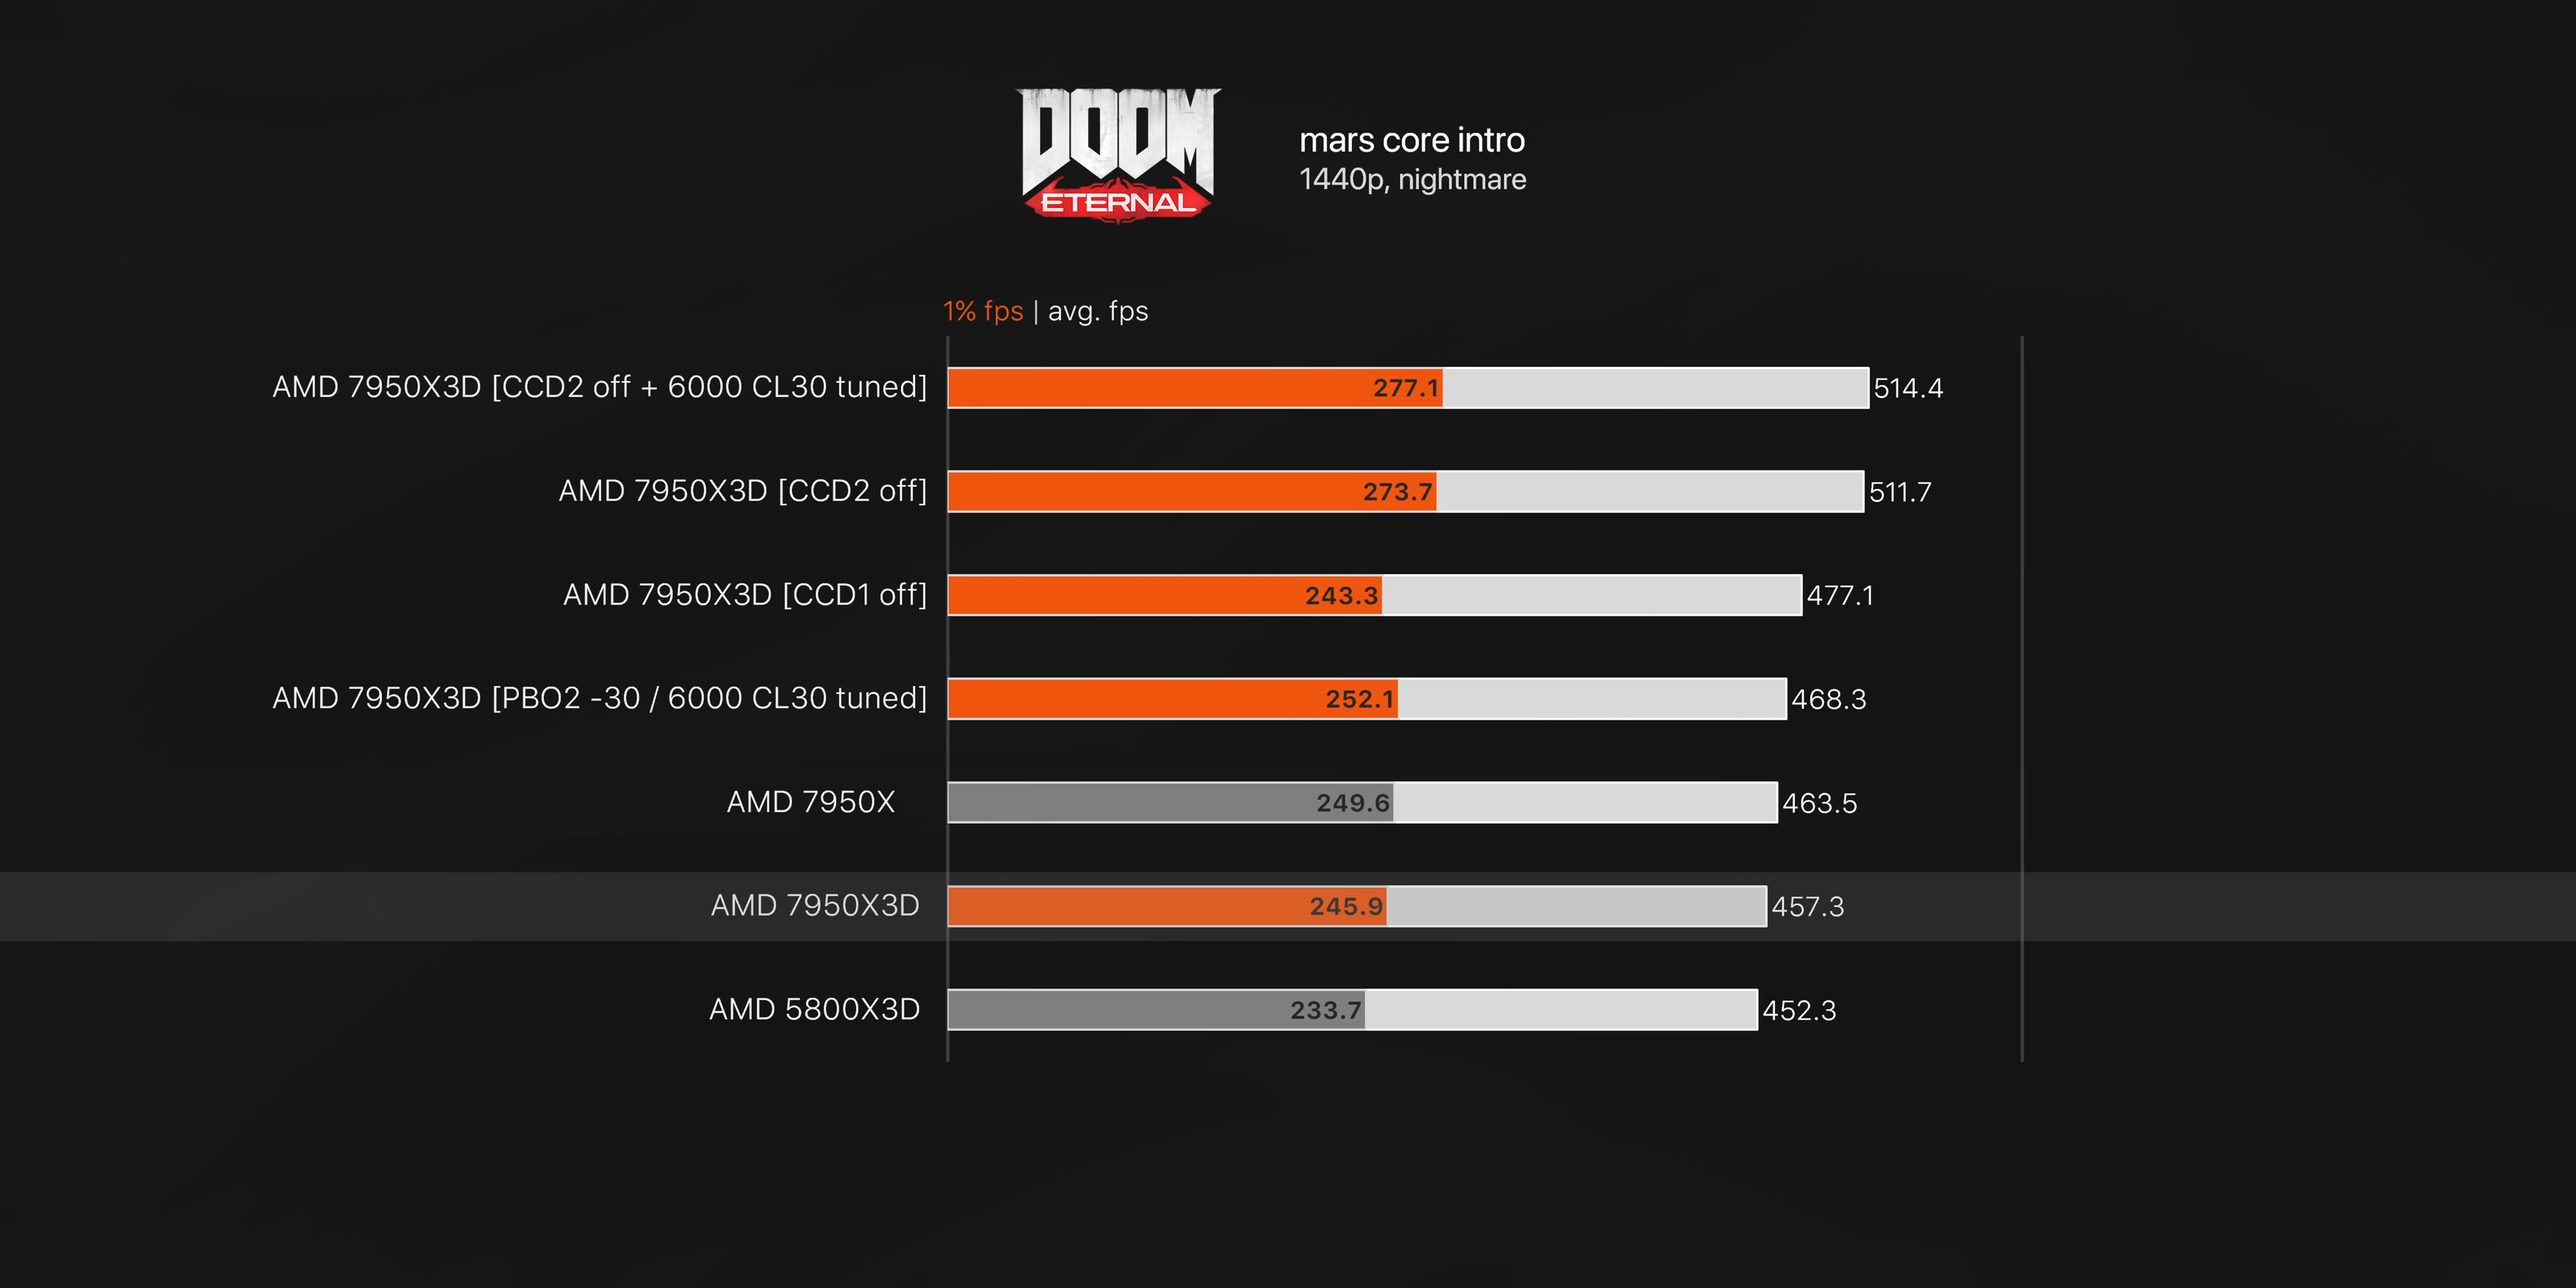 DOOM
ETERNAL
mars core intro
1440p, nightmare
1% fps | avg. fps
AMD 7950X3D [CCD2 off + 6000 CL30 tuned] 277.1 514.4
AMD 7950X3D [CCD2 off] 273.7 511.7
AMD 7950X3D [CCD1 off] 243.3 477.1
AMD 7950X3D [PBO2 -30 / 6000 CL30 tuned] 252.1 468.3
AMD 7950X 249.6 463.5
AMD 7950X3D 245.9 457.3
AMD 5800X3D 233.7 452.3